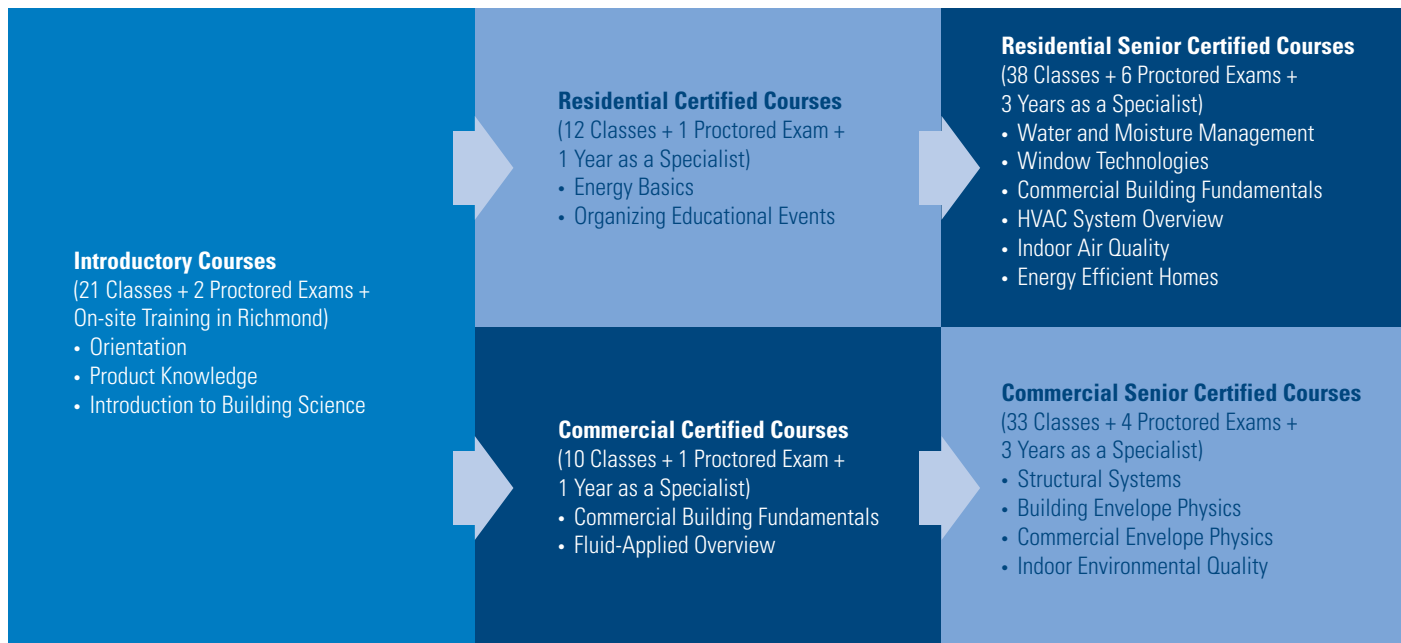 Introductory Courses
(21 Classes + 2 Proctored Exams +
On-site Training in Richmond)
• Orientation
• Product Knowledge
• Introduction to Building Science
Residential Certified Courses
(12 Classes + 1 Proctored Exam +
1 Year as a Specialist)
• Energy Basics
• Organizing Educational Events
Residential Senior Certified Courses
(38 Classes + 6 Proctored Exams +
3 Years as a Specialist)
• Water and Moisture Management
• Window Technologies
• Commercial Building Fundamentals
• HVAC System Overview
• Indoor Air Quality
• Energy Efficient Homes
Commercial Certified Courses
(10 Classes + 1 Proctored Exam +
1 Year as a Specialist)
• Commercial Building Fundamentals
• Fluid-Applied Overview
Commercial Senior Certified Courses
(33 Classes + 4 Proctored Exams +
3 Years as a Specialist)
• Structural Systems
• Building Envelope Physics
• Commercial Envelope Physics
• Indoor Environmental Quality